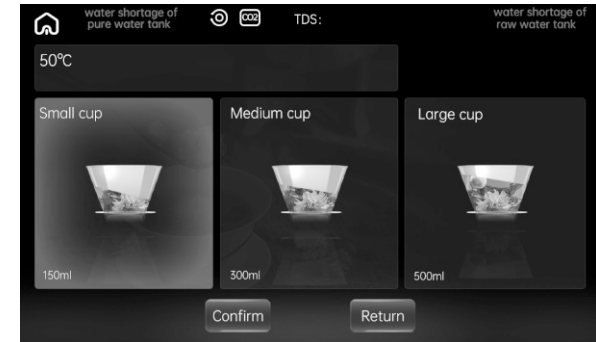 water shortage of
pure water tank
CO2
TDS:
water shortage of
raw water tank
50℃
Small cup
Medium cup
Large cup
150ml
300ml
500ml
Confirm
Return